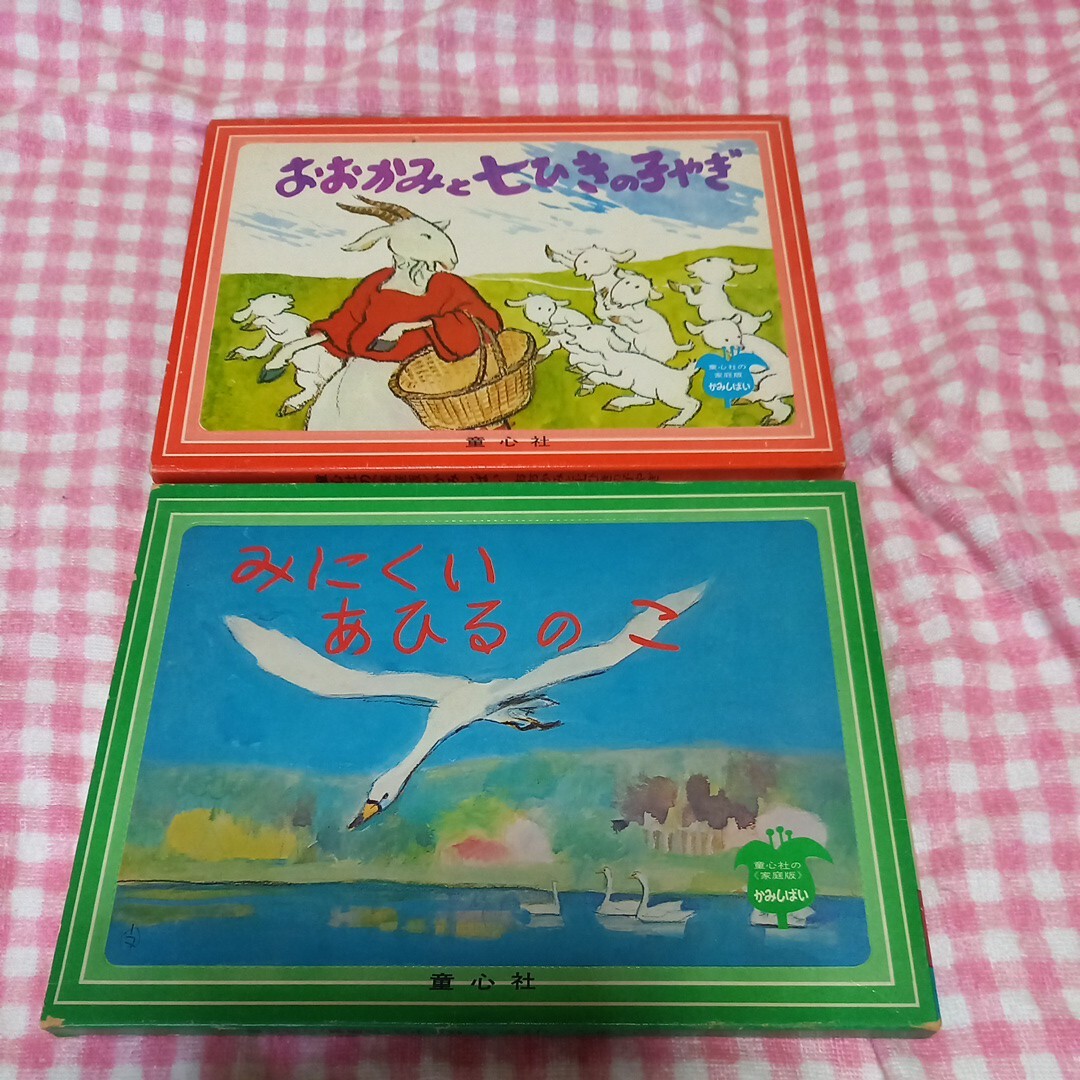 おおかみと七ひきの子やぎ
童心社の
家庭版
かみしばい
童心社
みにくい
あひるのこ
童心社の
《家庭版》
かみしばい
童心社